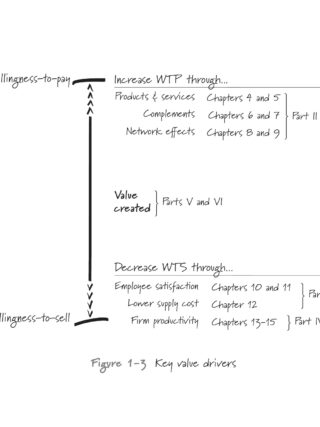 llingness-to-pay
Increase WTP through...
Products & services Chapters 4 and 5
Complements Chapters 6 and 7 Part II
Network effects Chapters 8 and 9
Value
created Parts V and VI
Decrease WTS through...
Employee satisfaction Chapters 10 and 11
Par
Lower supply cost Chapter 12
llingness-to-sell
Firm productivity Chapters 13-15 Part IV
Figure 1-3 Key value drivers